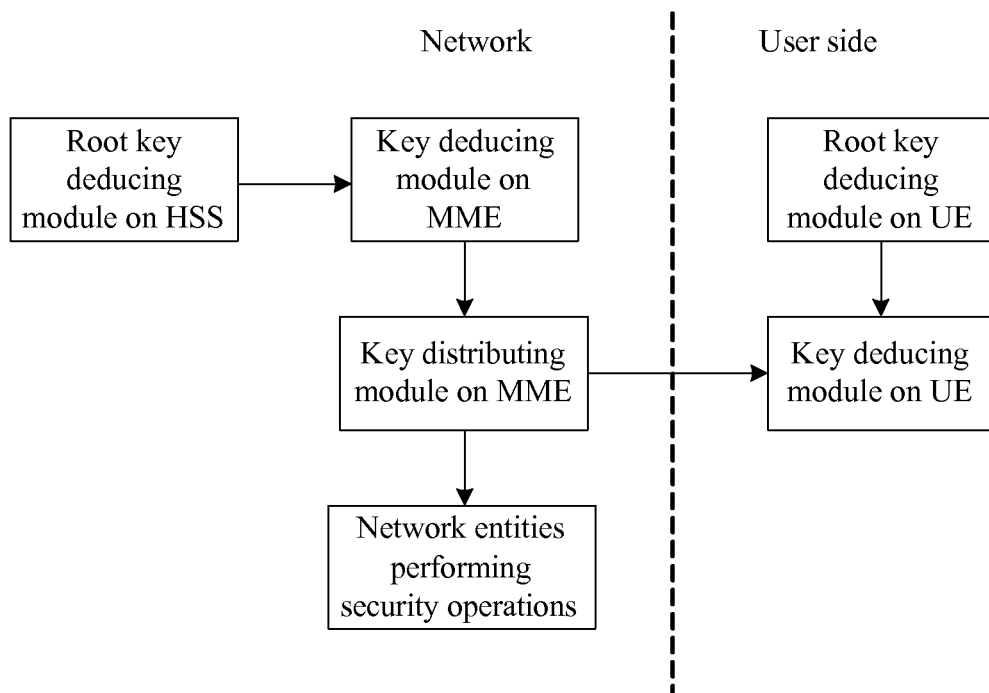 Network
User side
Root key
deducing
module on HSS
Key deducing
module on
MME
Root key
deducing
module on UE
Key distributing
module on MME
Key deducing
module on UE
Network entities
performing
security operations